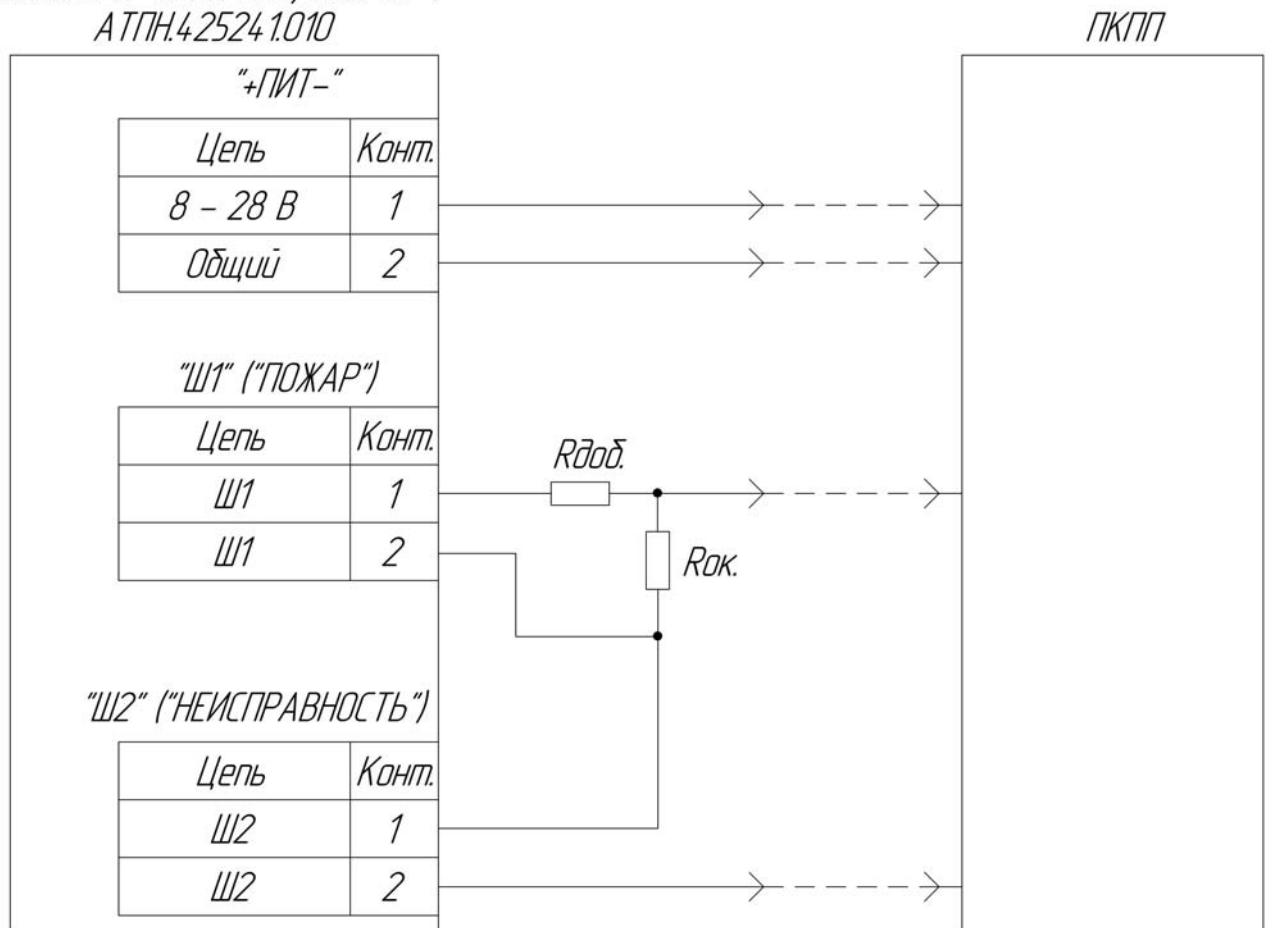 АТПН.425241.010
ПКПП
"+ПИТ–"
Цепь Конт.
8 – 28 В 1
Общий 2
"Ш1" ("ПОЖАР")
Цепь Конт.
Ш1 1
Ш1 2
Rдоб.
Rок.
"Ш2" ("НЕИСПРАВНОСТЬ")
Цепь Конт.
Ш2 1
Ш2 2